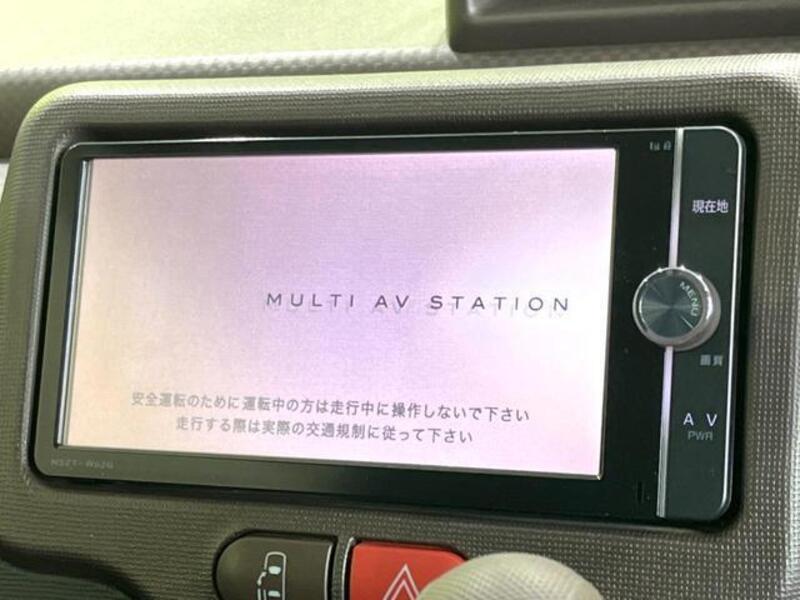 現在地
MENU
MULTI AV STATION
画質
安全運転のために運転中の方は走行中に操作しないで下さい
走行する際は実際の交通規制に従って下さい
AV
PWR
NSZT-W62G